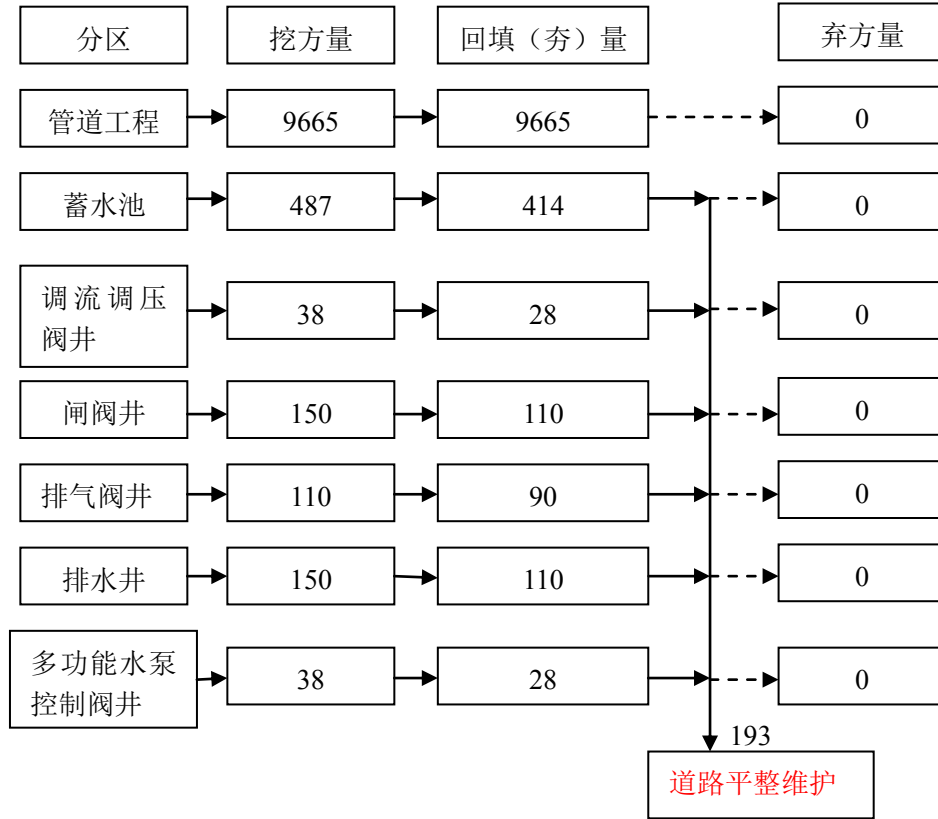 分区 挖方量 回填（夯）量 弃方量
管道工程 9665 9665 0
蓄水池 487 414 0
调流调压
阀井 38 28 0
闸阀井 150 110 0
排气阀井 110 90 0
排水井 150 110 0
多功能水泵
控制阀井 38 28 0
193
道路平整维护